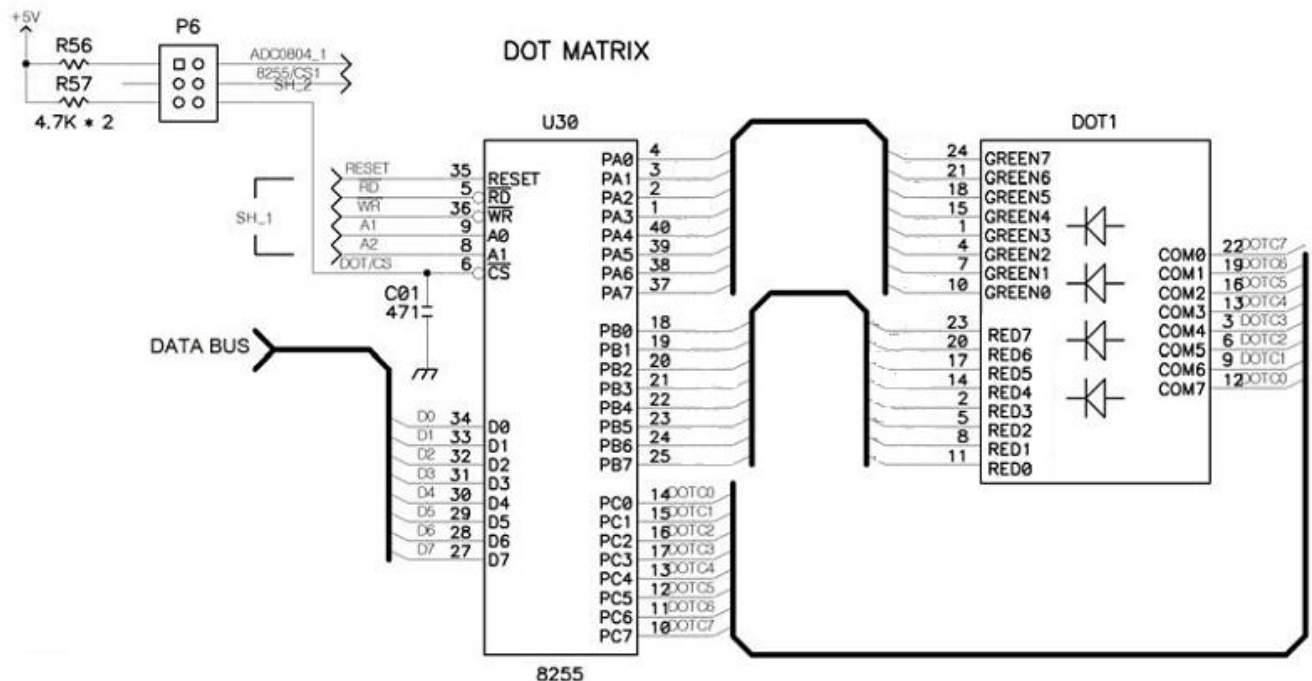 +5V
P6
R56
ADC0804_1
8255/CS1
SH_2
R57
4.7K * 2
DOT MATRIX
U30
DOT1
SH_1
RESET 35 RESET
RD 5 RD
WR 36 WR
A1 9 A0
A2 8 A1
DOT/CS 6 CS
C01
471
DATA BUS
D0 34 D0
D1 33 D1
D2 32 D2
D3 31 D3
D4 30 D4
D5 29 D5
D6 28 D6
D7 27 D7
PA0 4
PA1 3
PA2 2
PA3 1
PA4 40
PA5 39
PA6 38
PA7 37
PB0 18
PB1 19
PB2 20
PB3 21
PB4 22
PB5 23
PB6 24
PB7 25
PC0 14 DOTC0
PC1 15 DOTC1
PC2 16 DOTC2
PC3 17 DOTC3
PC4 13 DOTC4
PC5 12 DOTC5
PC6 11 DOTC6
PC7 10 DOTC7
8255
24 GREEN7
21 GREEN6
18 GREEN5
15 GREEN4
1 GREEN3
4 GREEN2
7 GREEN1
10 GREEN0
23 RED7
20 RED6
17 RED5
14 RED4
2 RED3
5 RED2
8 RED1
11 RED0
COM0 22 DOTC7
COM1 19 DOTC6
COM2 16 DOTC5
COM3 13 DOTC4
COM4 3 DOTC3
COM5 6 DOTC2
COM6 9 DOTC1
COM7 12 DOTC0